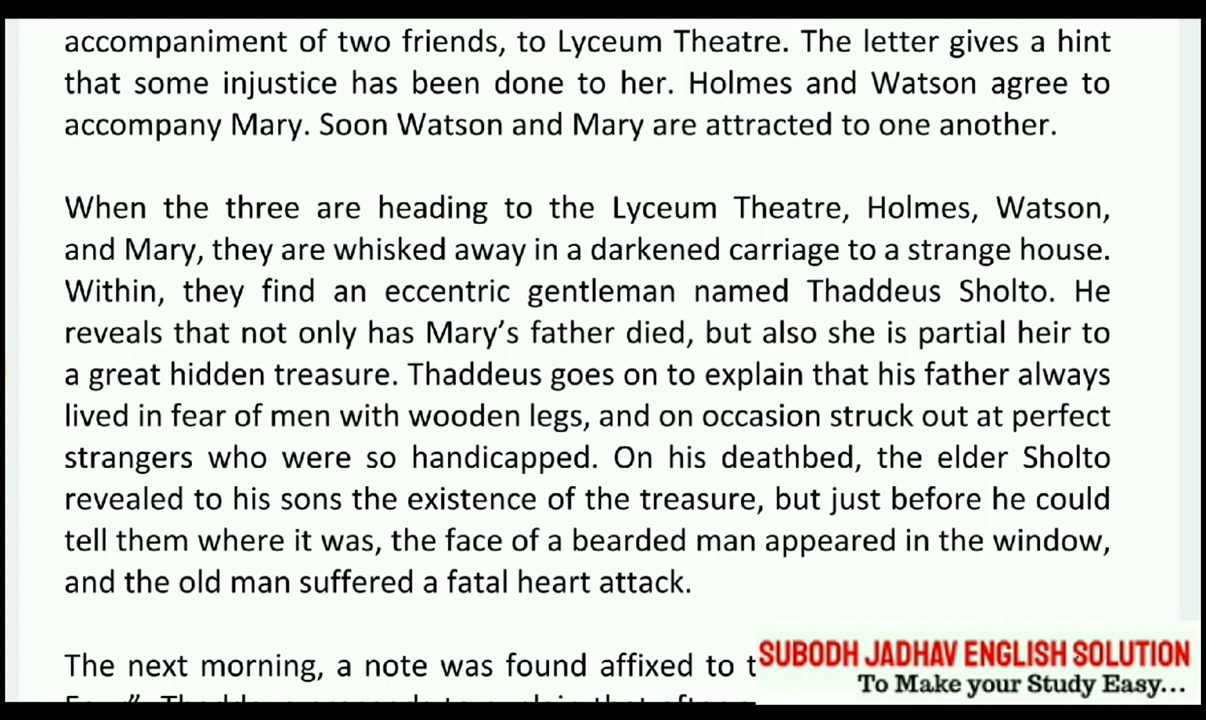 accompaniment of two friends, to Lyceum Theatre. The letter gives a hint
that some injustice has been done to her. Holmes and Watson agree to
accompany Mary. Soon Watson and Mary are attracted to one another.
When the three are heading to the Lyceum Theatre, Holmes, Watson,
and Mary, they are whisked away in a darkened carriage to a strange house.
Within, they find an eccentric gentleman named Thaddeus Sholto. He
reveals that not only has Mary’s father died, but also she is partial heir to
a great hidden treasure. Thaddeus goes on to explain that his father always
lived in fear of men with wooden legs, and on occasion struck out at perfect
strangers who were so handicapped. On his deathbed, the elder Sholto
revealed to his sons the existence of the treasure, but just before he could
tell them where it was, the face of a bearded man appeared in the window,
and the old man suffered a fatal heart attack.
The next morning, a note was found affixed to
SUBODH JADHAV ENGLISH SOLUTION
To Make your Study Easy...